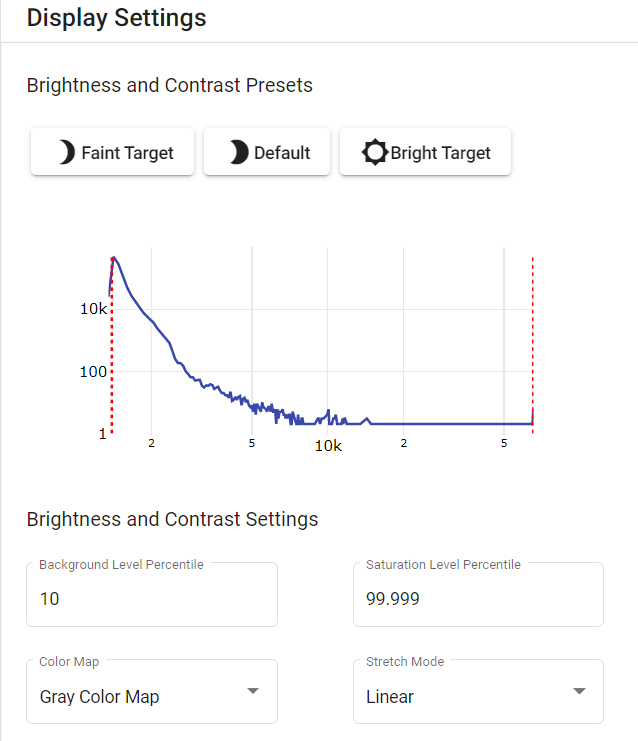 Display Settings
Brightness and Contrast Presets
Faint Target
Default
Bright Target
10k
100
1
2
5
10k
2
5
Brightness and Contrast Settings
Background Level Percentile
10
Saturation Level Percentile
99.999
Color Map
Gray Color Map
Stretch Mode
Linear